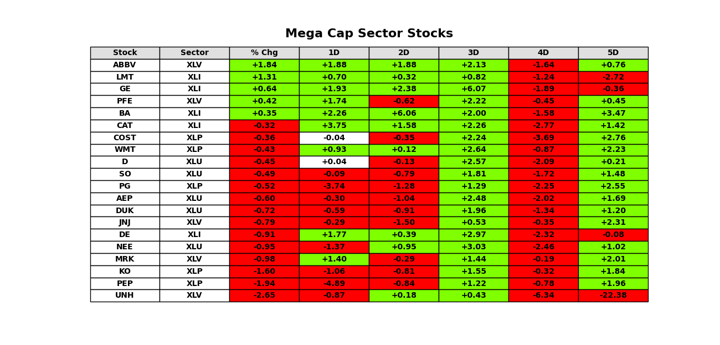 Mega Cap Sector Stocks
Stock Sector % Chg 1D 2D 3D 4D 5D
ABBV XLV +1.84 +1.88 +1.88 +2.13 -1.64 +0.76
LMT XLI +1.31 +0.70 +0.32 +0.82 -1.24 -2.72
GE XLI +0.64 +1.93 +2.38 +6.07 -1.89 -0.36
PFE XLV +0.42 +1.74 -0.62 +2.22 -0.45 +0.45
BA XLI +0.35 +2.26 +6.06 +2.00 -1.58 +3.47
CAT XLI -0.32 +3.75 +1.58 +2.26 -2.77 +1.42
COST XLP -0.36 -0.04 -0.35 +2.24 -3.69 +2.76
WMT XLP -0.43 +0.93 +0.12 +2.64 -0.87 +2.23
D XLU -0.45 +0.04 -0.13 +2.57 -2.09 +0.21
SO XLU -0.49 -0.09 -0.79 +1.81 -1.72 +1.48
PG XLP -0.52 -3.74 -1.28 +1.29 -2.25 +2.55
AEP XLU -0.60 -0.30 -1.04 +2.48 -2.02 +1.69
DUK XLU -0.72 -0.59 -0.91 +1.96 -1.34 +1.20
JNJ XLV -0.79 -0.29 -1.50 +0.53 -0.35 +2.31
DE XLI -0.91 +1.77 +0.39 +2.97 -2.32 -0.08
NEE XLU -0.95 -1.37 +0.95 +3.03 -2.46 +1.02
MRK XLV -0.98 +1.40 -0.29 +1.44 -0.19 +2.01
KO XLP -1.60 -1.06 -0.81 +1.55 -0.32 +1.84
PEP XLP -1.94 -4.89 -0.84 +1.22 -0.78 +1.96
UNH XLV -2.65 -0.87 +0.18 +0.43 -6.34 -22.38